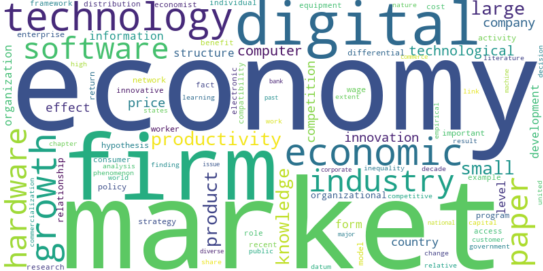 framework distribution economist individual equipment nature cost
technology digital large
enterprise information benefit activity
company
software computer technological
structure differential literature
organization high network fact electronic compatibility bank past wage extent competition machine decision
return innovative learning
economy
effect price states work link
development
worker productivity innovation important empirical
hypothesis result
hardware growth chapter firm economic
consumer finding issue small
analysis corporate inequality decade
phenomenon
relationship world product knowledge industry level paper
policy commercialization organizational competitive example united
market
strategy form national capital program
role model country access
diverse recent major change customer
research share public datum relative government